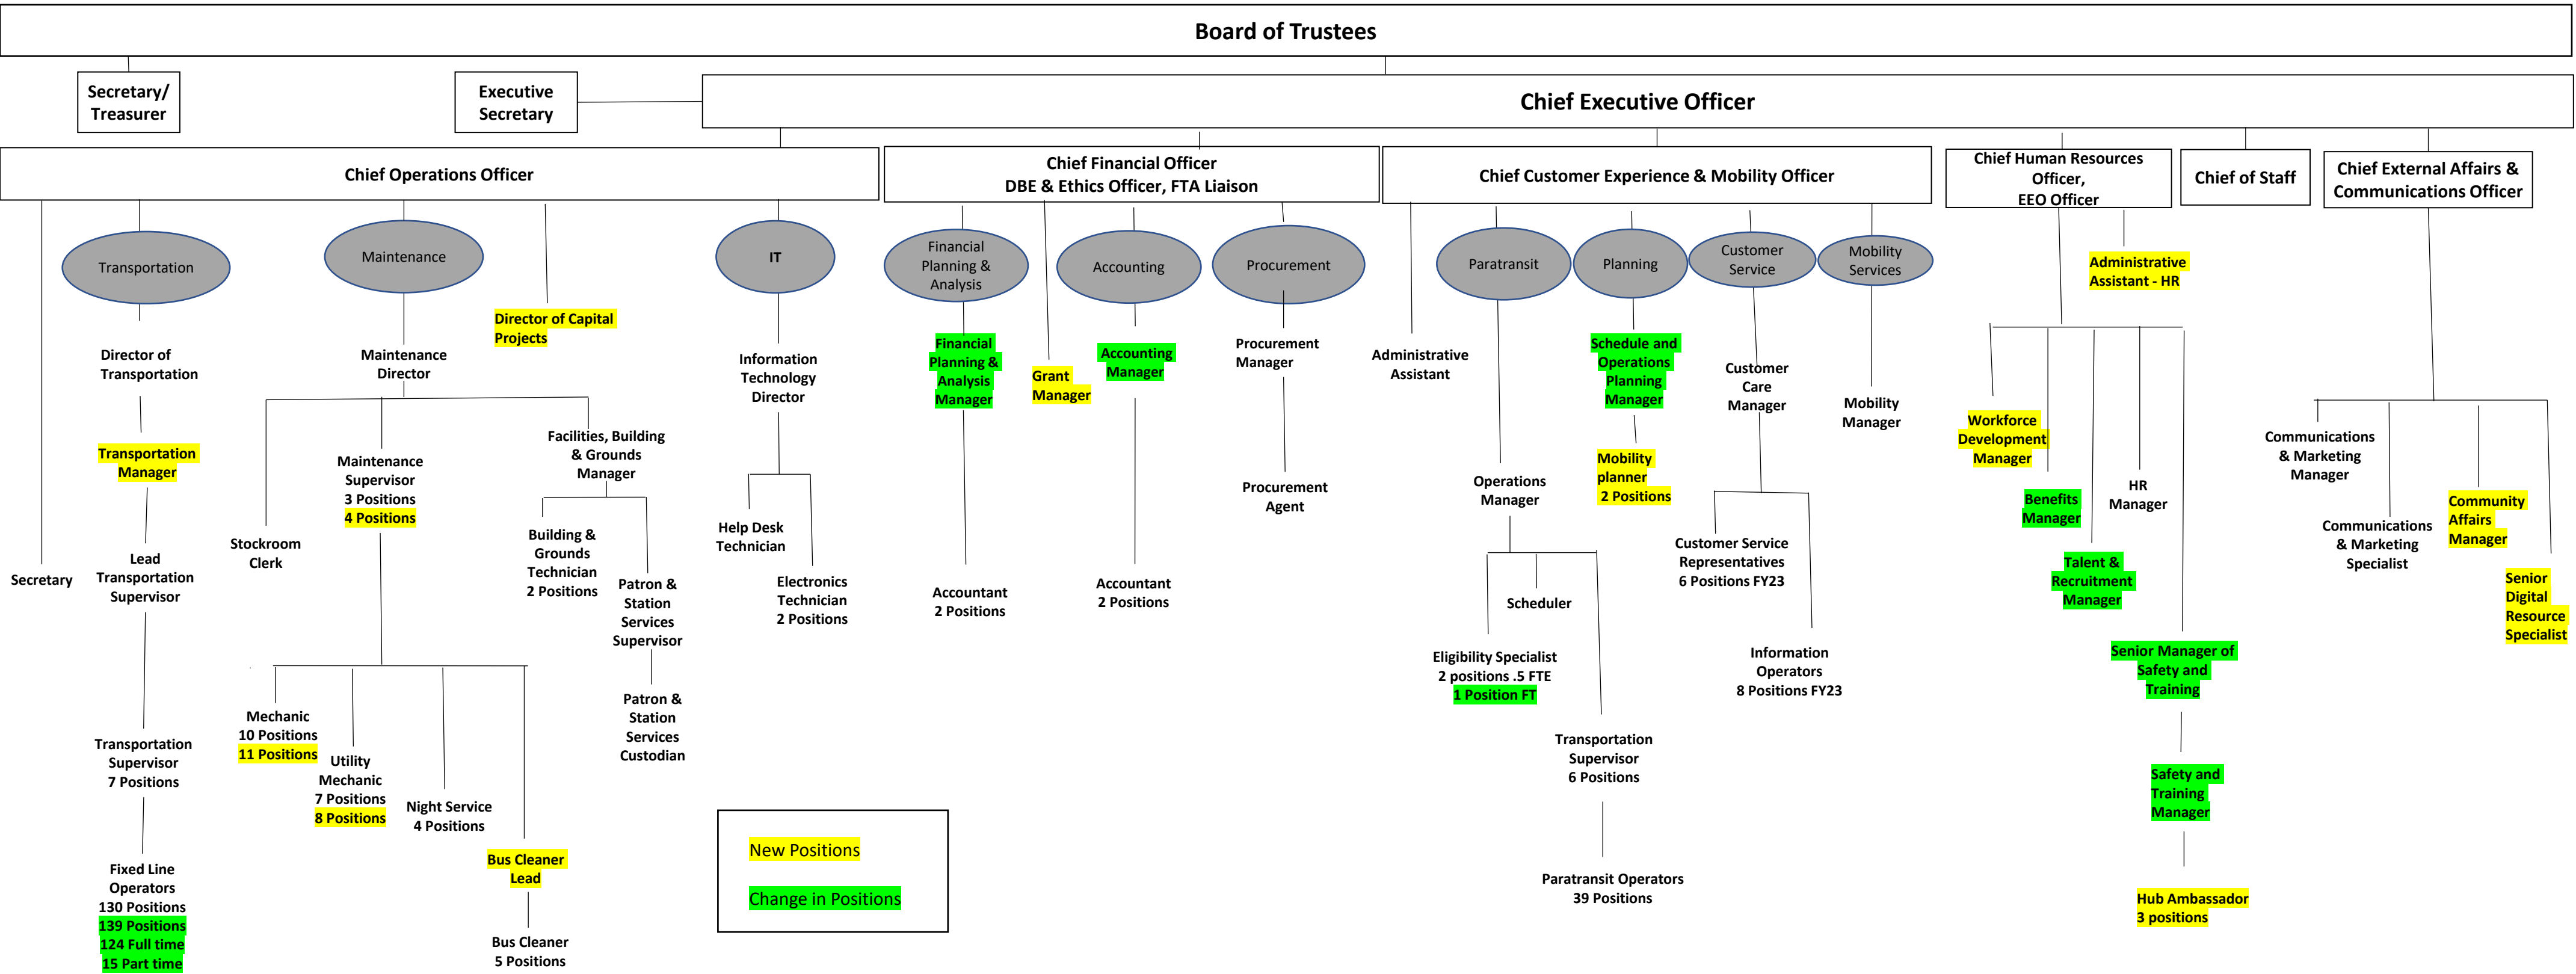 Board of Trustees
Secretary/
Treasurer
Executive
Secretary
Chief Executive Officer
Chief Operations Officer
Chief Financial Officer
DBE & Ethics Officer, FTA Liaison
Chief Customer Experience & Mobility Officer
Chief Human Resources
Officer,
EEO Officer
Chief of Staff
Chief External Affairs &
Communications Officer
Secretary
Transportation
Director of
Transportation
Transportation
Manager
Lead
Transportation
Supervisor
Transportation
Supervisor
7 Positions
Fixed Line
Operators
130 Positions
139 Positions
124 Full time
15 Part time
Maintenance
Maintenance
Director
Stockroom
Clerk
Maintenance
Supervisor
3 Positions
4 Positions
Mechanic
10 Positions
11 Positions
Utility
Mechanic
7 Positions
8 Positions
Night Service
4 Positions
Bus Cleaner
Lead
Bus Cleaner
5 Positions
Facilities, Building
& Grounds
Manager
Building &
Grounds
Technician
2 Positions
Patron &
Station
Services
Supervisor
Patron &
Station
Services
Custodian
Director of Capital
Projects
IT
Information
Technology
Director
Help Desk
Technician
Electronics
Technician
2 Positions
New Positions
Change in Positions
Financial
Planning &
Analysis
Financial
Planning &
Analysis
Manager
Accountant
2 Positions
Grant
Manager
Accounting
Accounting
Manager
Accountant
2 Positions
Procurement
Procurement
Manager
Procurement
Agent
Administrative
Assistant
Paratransit
Operations
Manager
Eligibility Specialist
2 positions .5 FTE
1 Position FT
Scheduler
Transportation
Supervisor
6 Positions
Paratransit Operators
39 Positions
Planning
Schedule and
Operations
Planning
Manager
Mobility
planner
2 Positions
Customer
Service
Customer
Care
Manager
Customer Service
Representatives
6 Positions FY23
Information
Operators
8 Positions FY23
Mobility
Services
Mobility
Manager
Administrative
Assistant - HR
Workforce
Development
Manager
Benefits
Manager
Talent &
Recruitment
Manager
HR
Manager
Senior Manager of
Safety and
Training
Safety and
Training
Manager
Hub Ambassador
3 positions
Communications
& Marketing
Manager
Communications
& Marketing
Specialist
Community
Affairs
Manager
Senior
Digital
Resource
Specialist